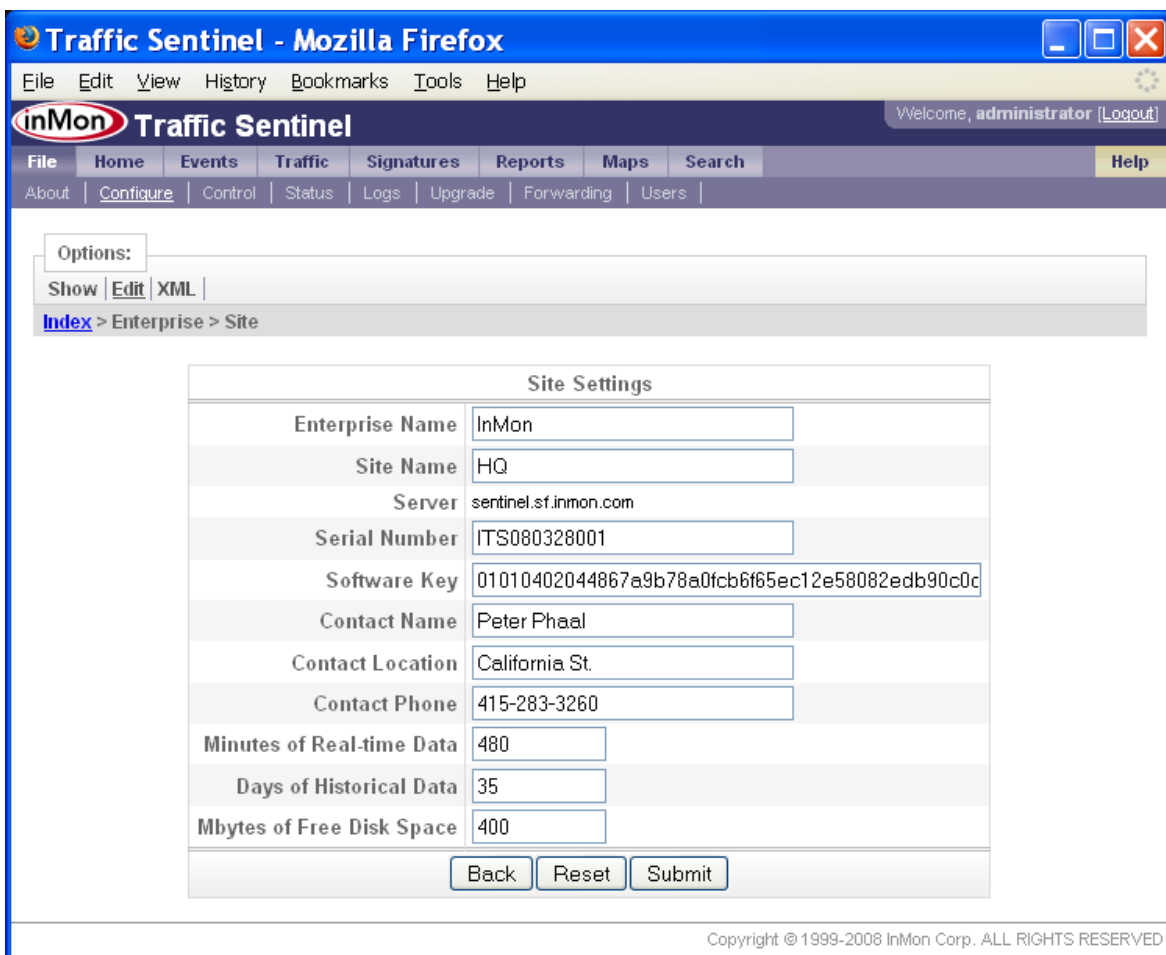 Traffic Sentinel - Mozilla Firefox
File Edit View History Bookmarks Tools Help
inMon Traffic Sentinel
Welcome, administrator [Logout]
File Home Events Traffic Signatures Reports Maps Search Help
About | Configure | Control | Status | Logs | Upgrade | Forwarding | Users |
Options:
Show | Edit | XML |
Index > Enterprise > Site
Site Settings
Enterprise Name InMon
Site Name HQ
Server sentinel.sf.inmon.com
Serial Number ITS080328001
Software Key 01010402044867a9b78a0fcb6f65ec12e58082edb90c0c
Contact Name Peter Phaal
Contact Location California St.
Contact Phone 415-283-3260
Minutes of Real-time Data 480
Days of Historical Data 35
Mbytes of Free Disk Space 400
Back Reset Submit
Copyright © 1999-2008 InMon Corp. ALL RIGHTS RESERVED